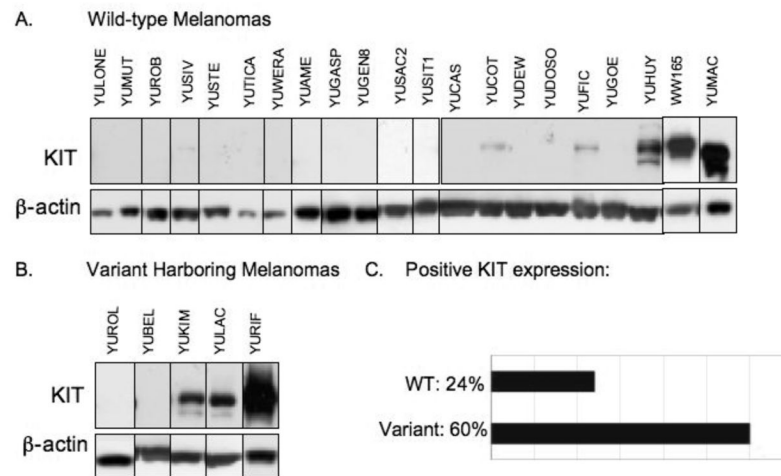 A. Wild-type Melanomas
YULONE YUMUT YUROB YUSIV YUSTE YUTICA YUWERA YUAME YUGASP YUGEN8 YUSAC2 YUSIT1 YUCAS YUCOT YUDEW YUDOSO YUFIC YUGOE YUHUY WW165 YUMAC
KIT
β-actin
B. Variant Harboring Melanomas
C. Positive KIT expression:
YUROL YUBEL YUKIM YULAC YURIF
KIT
β-actin
WT: 24%
Variant: 60%